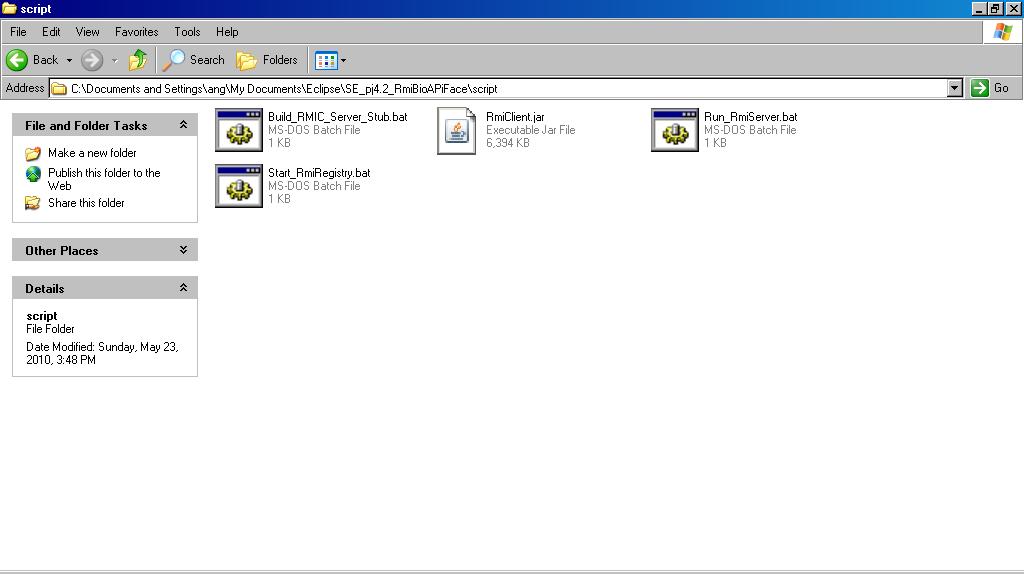 script
File Edit View Favorites Tools Help
Back Search Folders
Address C:\Documents and Settings\ang\My Documents\Eclipse\SE_pj4.2_RmiBioAPiFace\script Go
File and Folder Tasks
Make a new folder
Publish this folder to the
Web
Share this folder
Other Places
Details
script
File Folder
Date Modified: Sunday, May 23,
2010, 3:48 PM
Build_RMIC_Server_Stub.bat
MS-DOS Batch File
1 KB
RmiClient.jar
Executable Jar File
6,394 KB
Run_RmiServer.bat
MS-DOS Batch File
1 KB
Start_RmiRegistry.bat
MS-DOS Batch File
1 KB